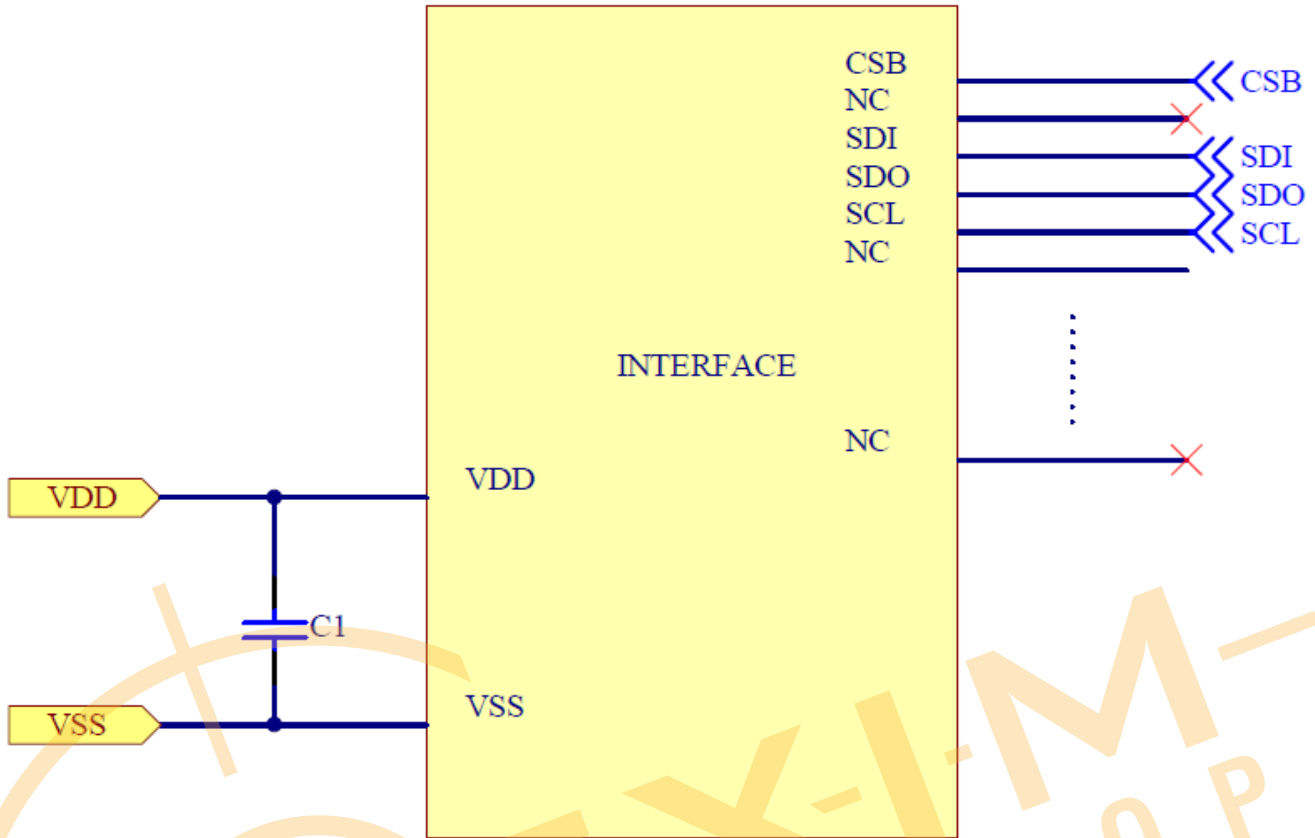 CSB
CSB
NC
SDI
SDI
SDO
SDO
SCL
SCL
NC
INTERFACE
NC
VDD
VDD
C1
VSS
VSS
X-I-M
O P